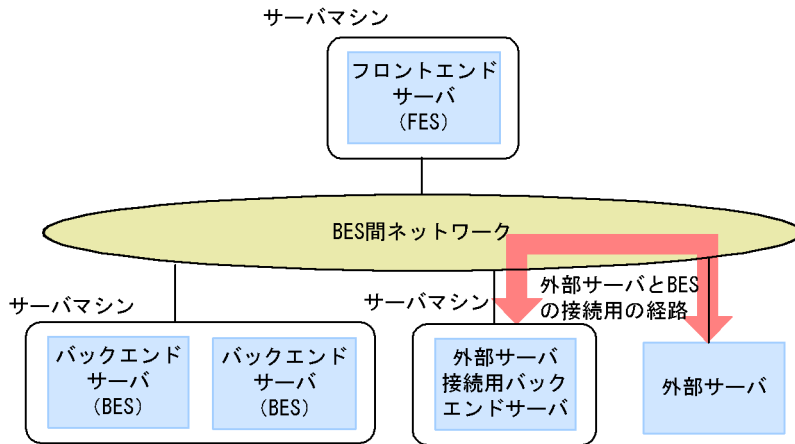 サーバマシン
フロントエンド
サーバ
(FES)
BES間ネットワーク
外部サーバとBES
の接続用の経路
サーバマシン
サーバマシン
バックエンド
サーバ
(BES)
バックエンド
サーバ
(BES)
外部サーバ
接続用バック
エンドサーバ
外部サーバ